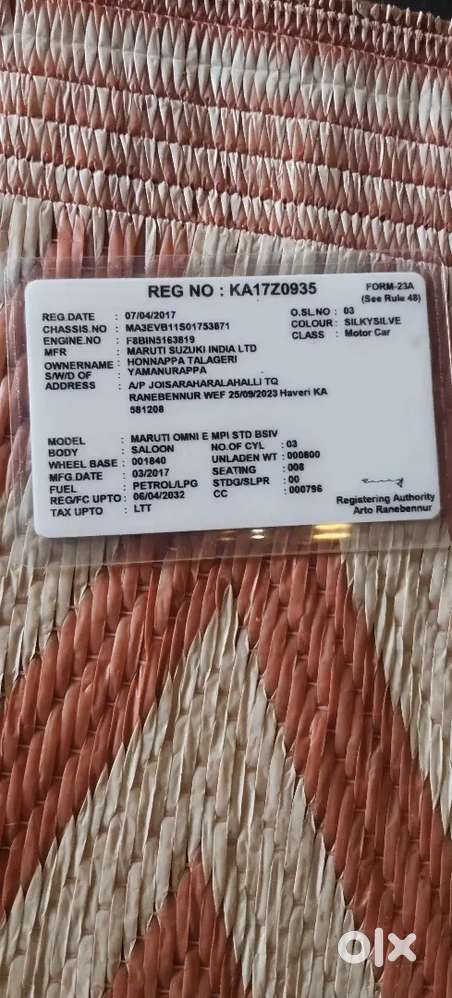 REG NO : KA17Z0935
FORM-23A
(See Rule 48)
REG.DATE : 07/04/2017 O.SL.NO : 03
CHASSIS.NO : MA3EVB11S01753871 COLOUR : SILKYSILVE
ENGINE.NO : F8BIN5163819 CLASS : Motor Car
MFR : MARUTI SUZUKI INDIA LTD
OWNERNAME : HONNAPPA TALAGERI
S/W/D OF : YAMANURAPPA
ADDRESS : A/P JOISARAHARALAHALLI TQ
RANEBENNUR WEF 25/09/2023 Haveri KA
581208
MODEL : MARUTI OMNI E MPI STD BSIV
BODY : SALOON NO.OF CYL : 03
WHEEL BASE : 001840 UNLADEN WT : 000800
MFG.DATE : 03/2017 SEATING : 008
FUEL : PETROL/LPG STDG/SLPR : 00
REG/FC UPTO : 06/04/2032 CC : 000796
TAX UPTO : LTT
Registering Authority
Arto Ranebennur
olx